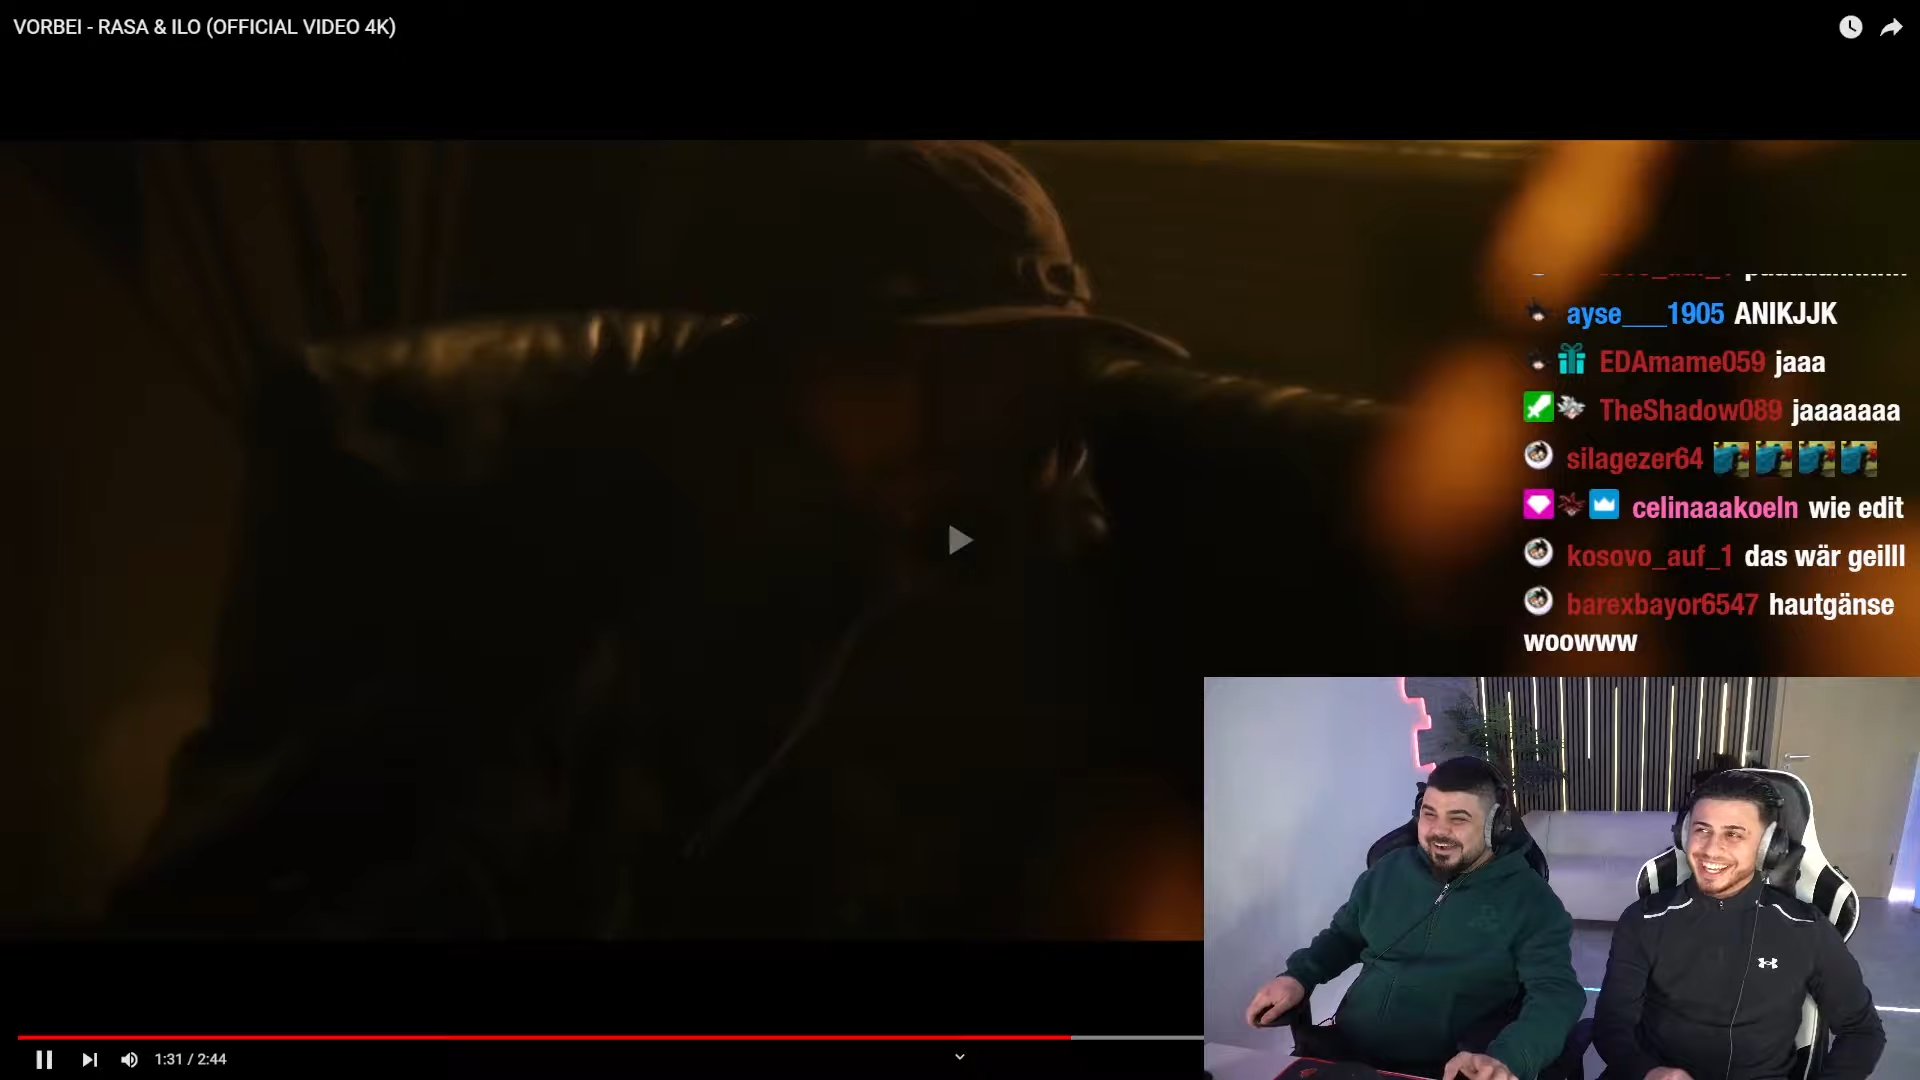 VORBEI - RASA & ILO (OFFICIAL VIDEO 4K)
ayse___1905 ANIKJJK
EDAmame059 jaaa
TheShadow089 jaaaaaaa
silagezer64
celinaaakoeln wie edit
kosovo_auf_1 das wär geilll
barexbayor6547 hautgänse
woowww
1:31 / 2:44